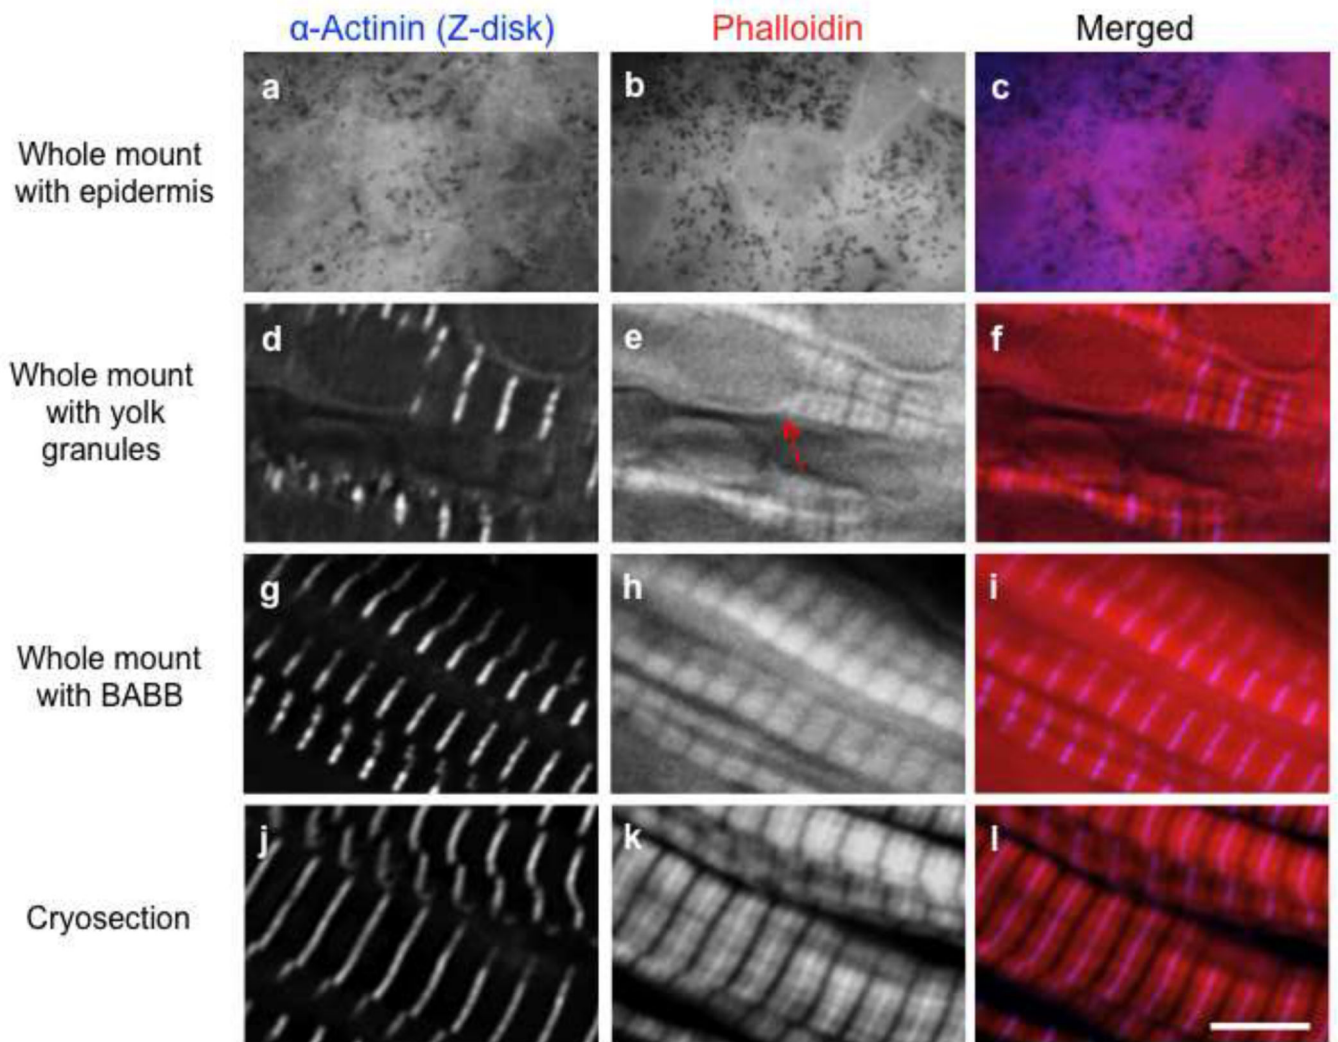 α-Actinin (Z-disk) Phalloidin Merged
a b c
Whole mount
with epidermis
d e f
Whole mount
with yolk
granules
g h i
Whole mount
with BABB
j k l
Cryosection